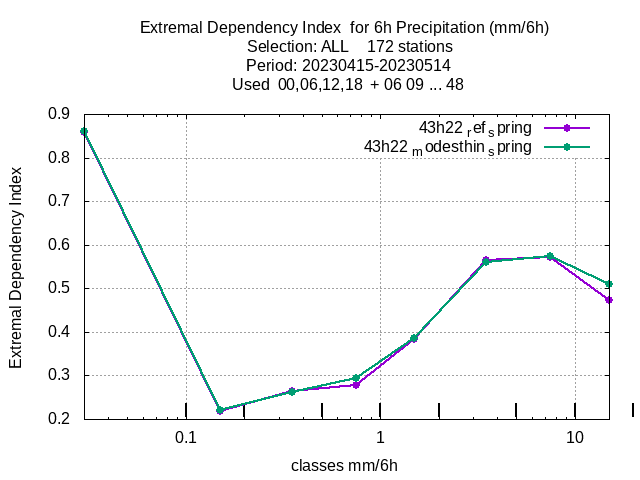 Extremal Dependency Index  for 6h Precipitation (mm/6h)
Selection: ALL    172 stations
Period: 20230415-20230514
Used  00,06,12,18  + 06 09 ... 48
43h22 ref spring
43h22 modesthin spring
Extremal Dependency Index
0.9
0.8
0.7
0.6
0.5
0.4
0.3
0.2
0.1 1 10
classes mm/6h